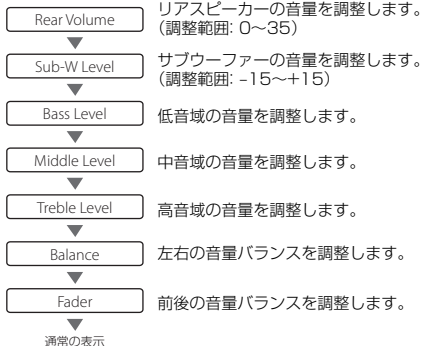 Rear Volume
リアスピーカーの音量を調整します。
（調整範囲: 0～35）
Sub-W Level
サブウーファーの音量を調整します。
（調整範囲: –15～+15）
Bass Level
低音域の音量を調整します。
Middle Level
中音域の音量を調整します。
Treble Level
高音域の音量を調整します。
Balance
左右の音量バランスを調整します。
Fader
前後の音量バランスを調整します。
通常の表示